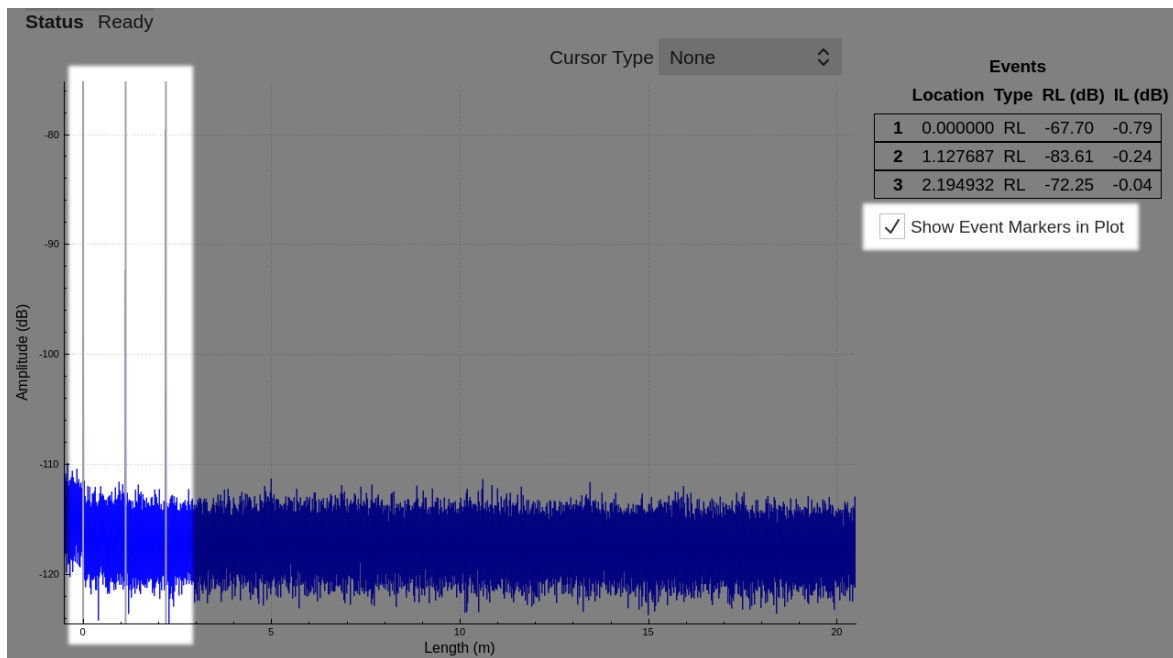 Status Ready
Cursor Type None
Events
Location Type RL (dB) IL (dB)
1 0.000000 RL -67.70 -0.79
2 1.127687 RL -83.61 -0.24
3 2.194932 RL -72.25 -0.04
Show Event Markers in Plot
Amplitude (dB)
-80
-90
-100
-110
-120
0 5 10 15 20
Length (m)